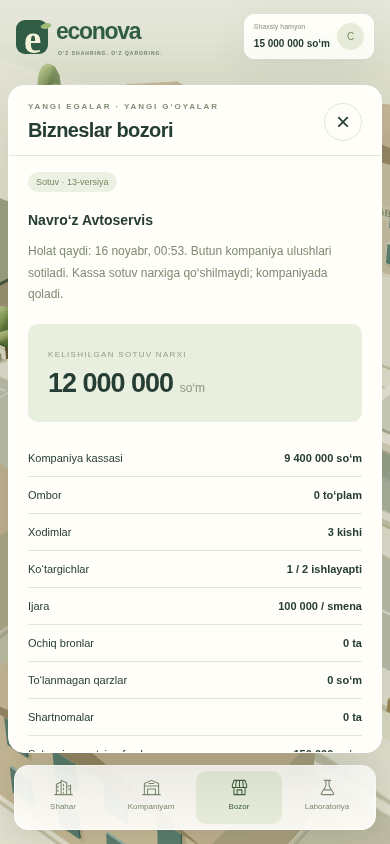 econova
O'Z SHAHRING. O'Z QARORING.
Shaxsiy hamyon
15 000 000 so'm
C
YANGI EGALAR · YANGI G'OYALAR
Bizneslar bozori
Sotuv · 13-versiya
Navro'z Avtoservis
Holat qaydi: 16 noyabr, 00:53. Butun kompaniya ulushlari
sotiladi. Kassa sotuv narxiga qo'shilmaydi; kompaniyada
qoladi.
KELISHILGAN SOTUV NARXI
12 000 000 so'm
Kompaniya kassasi 9 400 000 so'm
Ombor 0 to'plam
Xodimlar 3 kishi
Ko'targichlar 1 / 2 ishlayapti
Ijara 100 000 / smena
Ochiq bronlar 0 ta
To'lanmagan qarzlar 0 so'm
Shartnomalar 0 ta
Shahar
Kompaniyam
Bozor
Laboratoriya